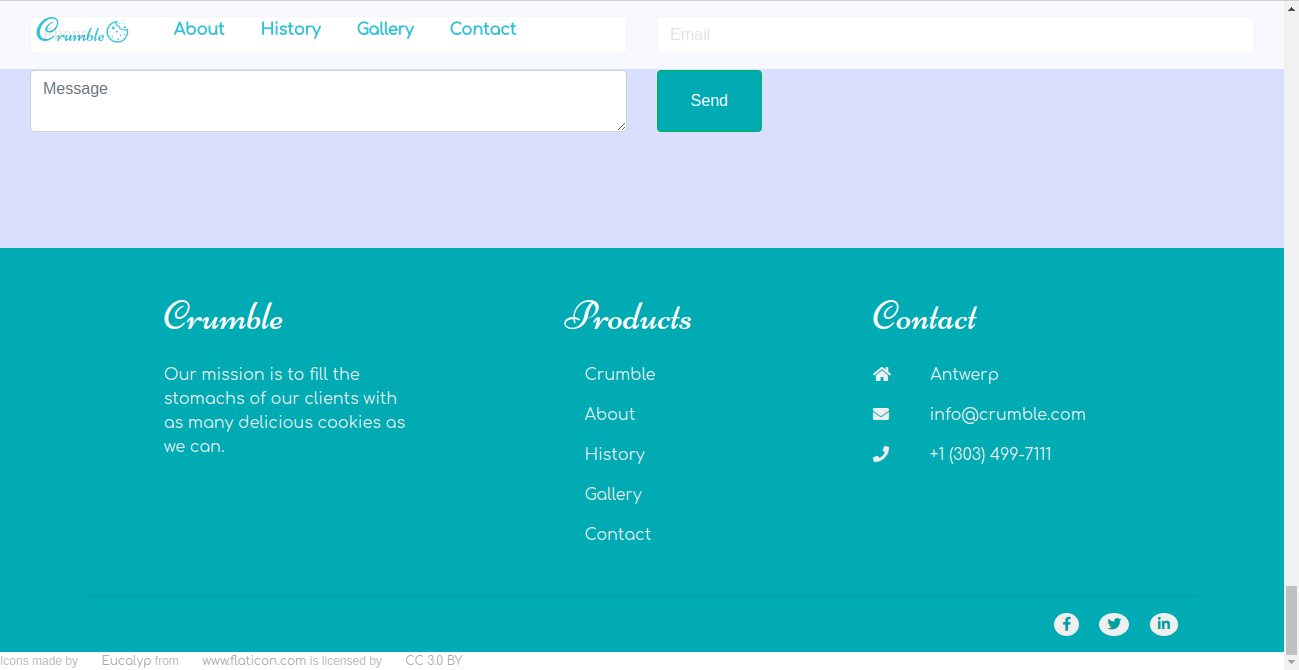 Crumble About History Gallery Contact Email
Message
Send
Crumble
Our mission is to fill the
stomachs of our clients with
as many delicious cookies as
we can.
Products
Crumble
About
History
Gallery
Contact
Contact
Antwerp
info@crumble.com
+1 (303) 499-7111
Icons made by Eucalyp from www.flaticon.com is licensed by CC 3.0 BY